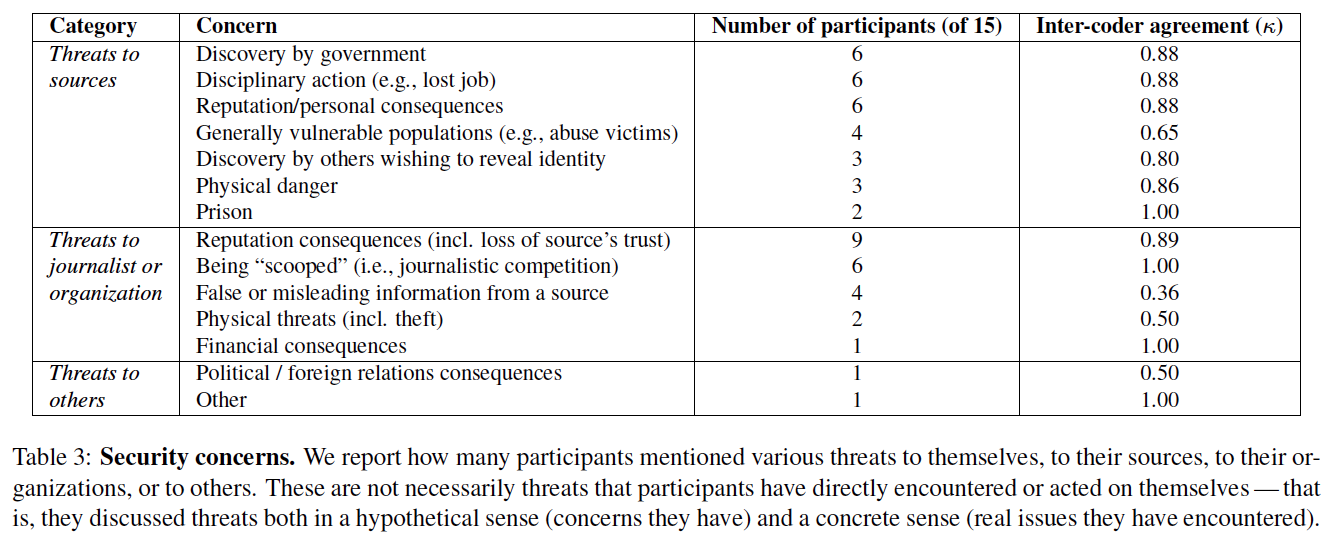 Category Concern Number of participants (of 15) Inter-coder agreement (κ)
Threats to Discovery by government 6 0.88
sources Disciplinary action (e.g., lost job) 6 0.88
Reputation/personal consequences 6 0.88
Generally vulnerable populations (e.g., abuse victims) 4 0.65
Discovery by others wishing to reveal identity 3 0.80
Physical danger 3 0.86
Prison 2 1.00
Threats to Reputation consequences (incl. loss of source’s trust) 9 0.89
journalist or Being “scooped” (i.e., journalistic competition) 6 1.00
organization False or misleading information from a source 4 0.36
Physical threats (incl. theft) 2 0.50
Financial consequences 1 1.00
Threats to Political / foreign relations consequences 1 0.50
others Other 1 1.00
Table 3: Security concerns. We report how many participants mentioned various threats to themselves, to their sources, to their or-
ganizations, or to others. These are not necessarily threats that participants have directly encountered or acted on themselves — that
is, they discussed threats both in a hypothetical sense (concerns they have) and a concrete sense (real issues they have encountered).